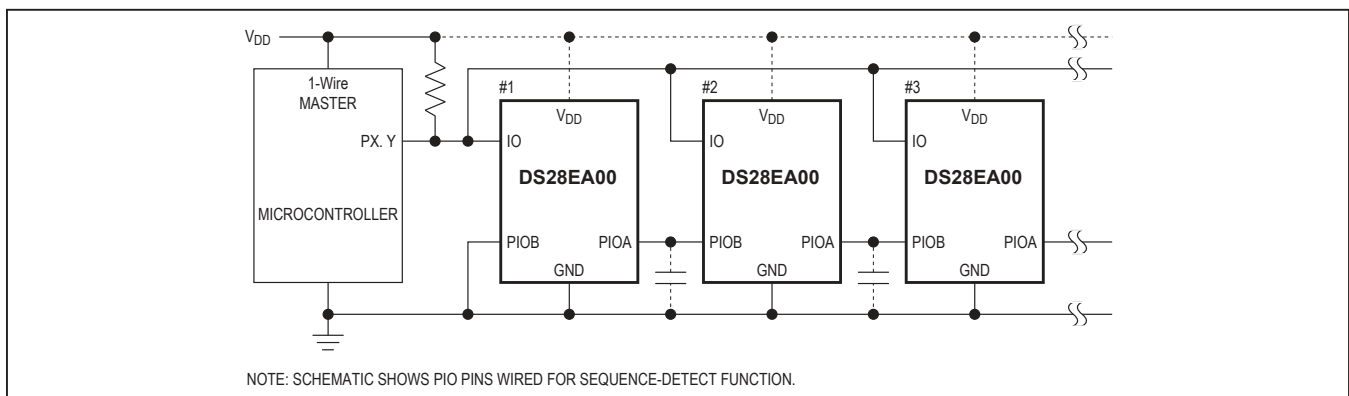 VDD
1-Wire
MASTER
PX. Y
MICROCONTROLLER
#1
VDD
IO
DS28EA00
PIOB
PIOA
GND
#2
VDD
IO
DS28EA00
PIOB
PIOA
GND
#3
VDD
IO
DS28EA00
PIOB
PIOA
GND
NOTE: SCHEMATIC SHOWS PIO PINS WIRED FOR SEQUENCE-DETECT FUNCTION.